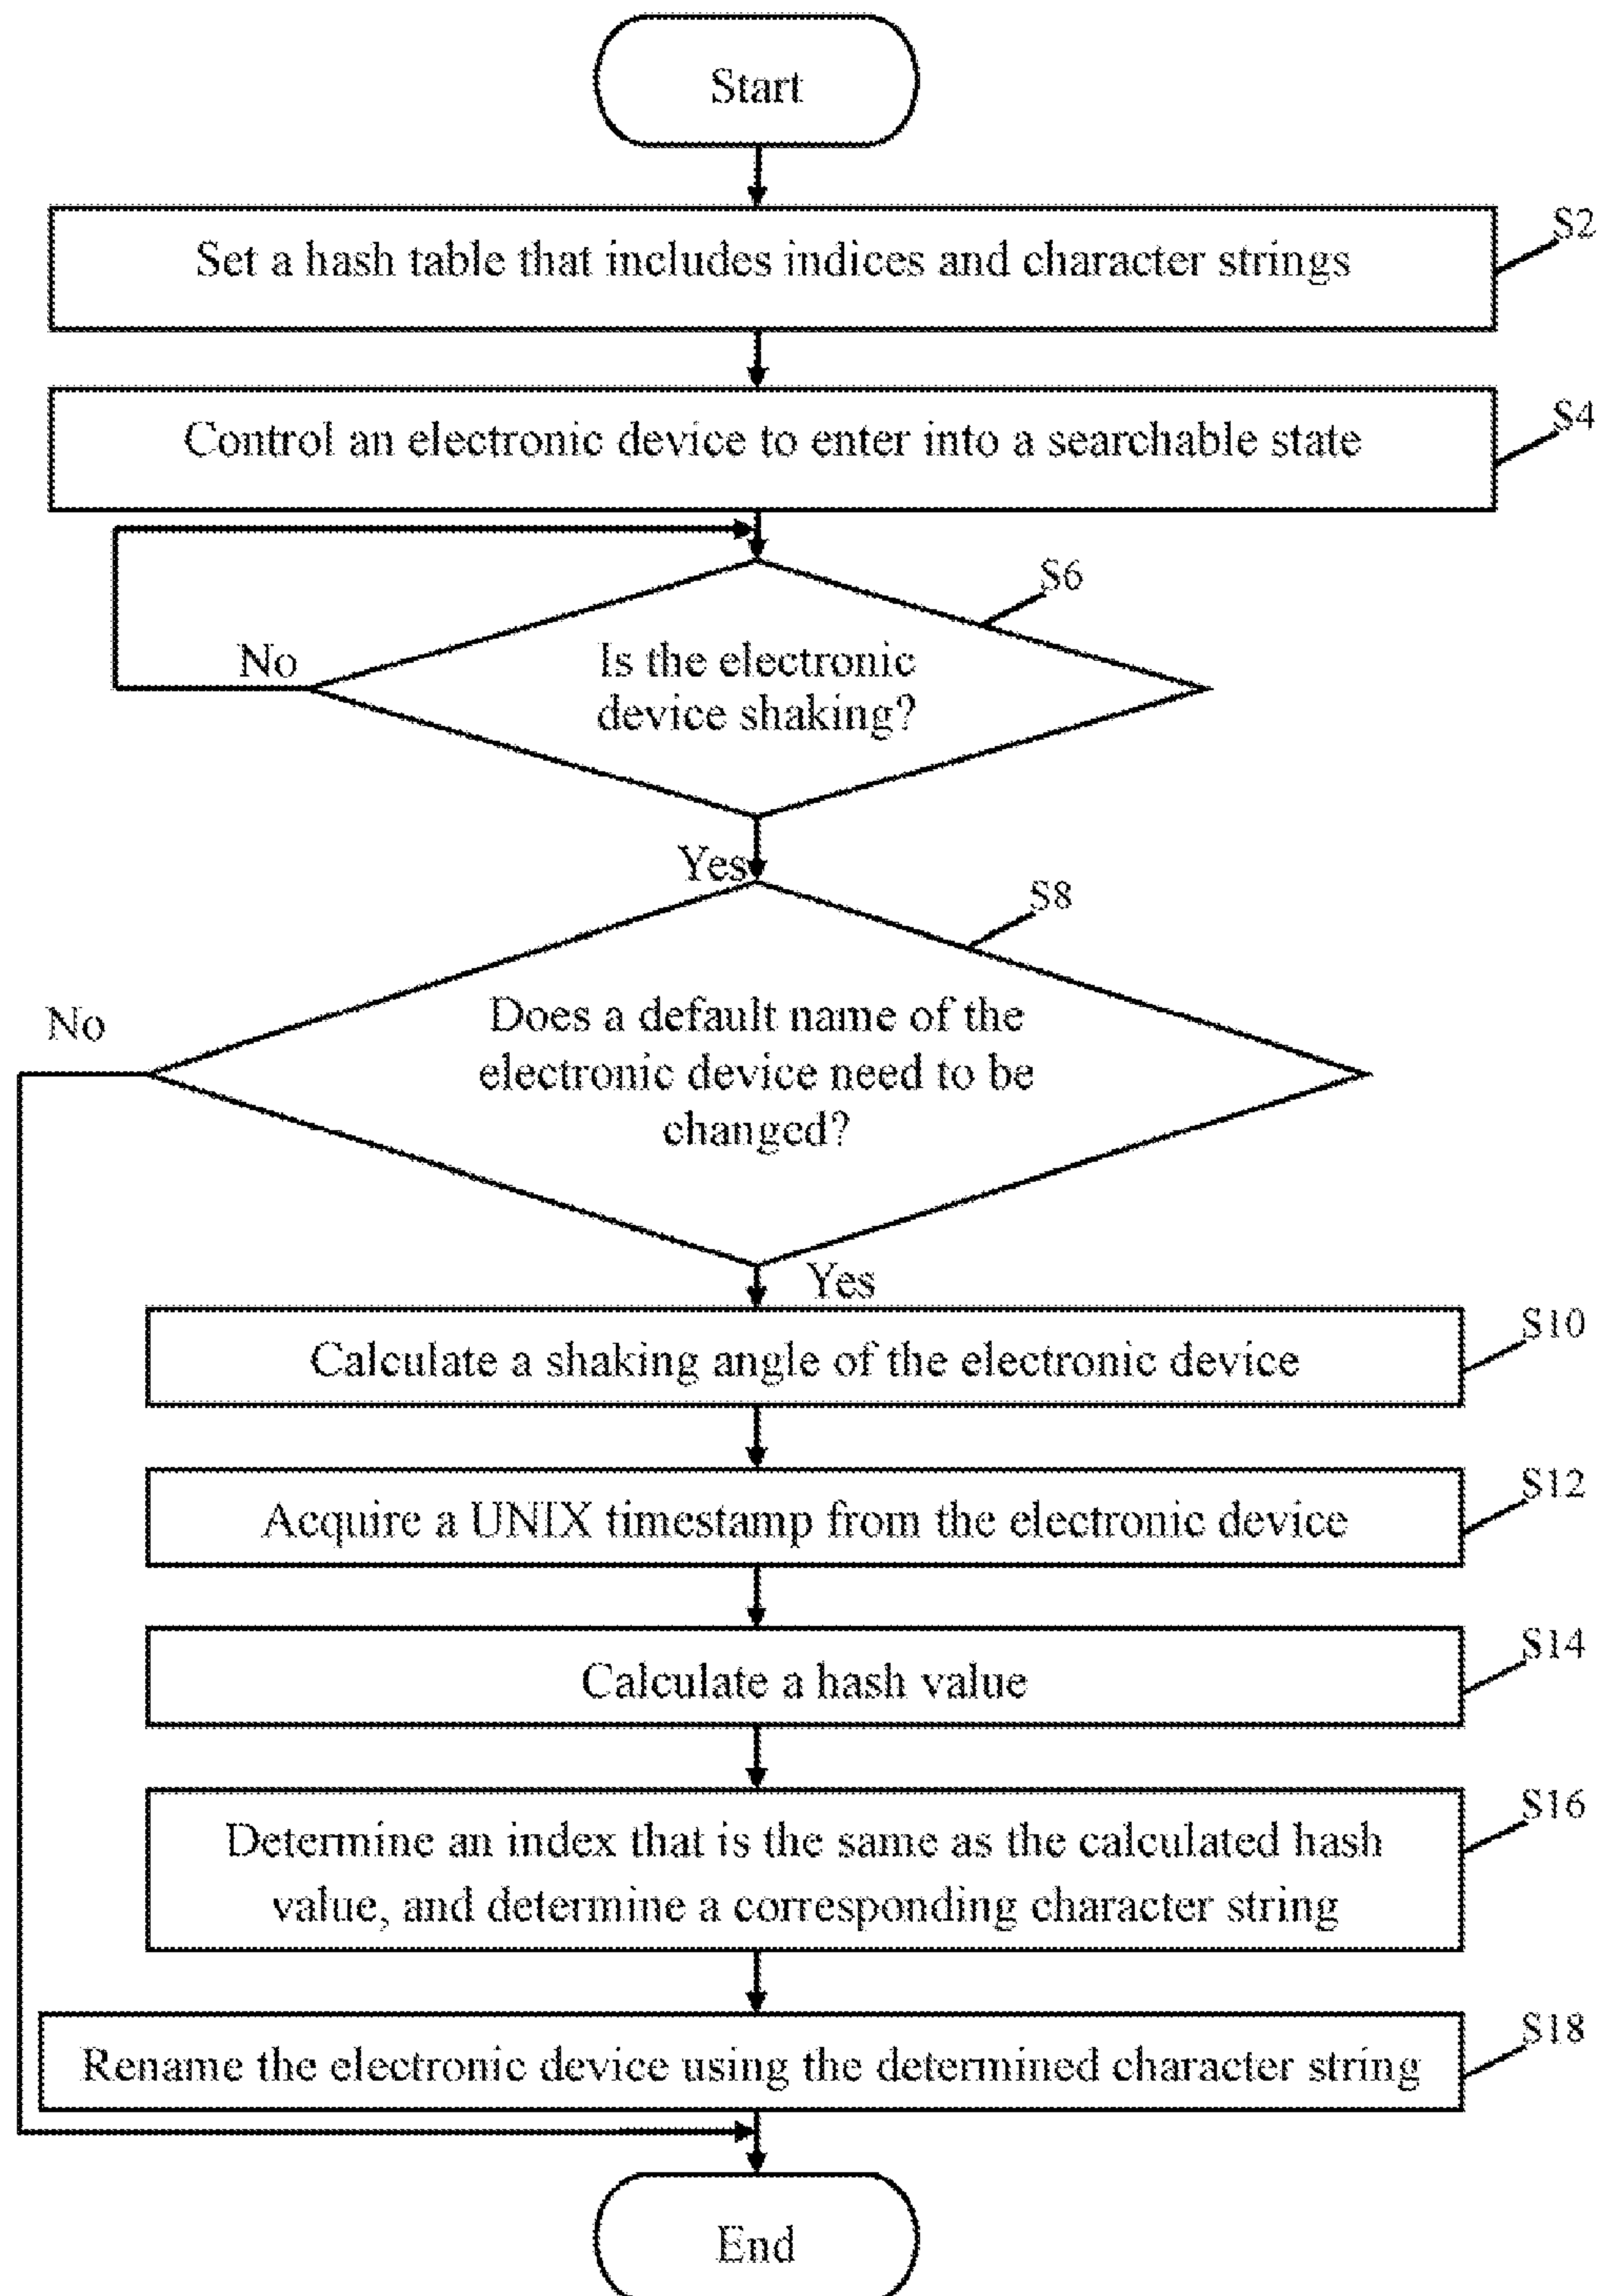 Start
S2
Set a hash table that includes indices and character strings
S4
Control an electronic device to enter into a searchable state
S6
No
Is the electronic
device shaking?
Yes
S8
No
Does a default name of the
electronic device need to be
changed?
Yes
S10
Calculate a shaking angle of the electronic device
S12
Acquire a UNIX timestamp from the electronic device
S14
Calculate a hash value
S16
Determine an index that is the same as the calculated hash
value, and determine a corresponding character string
S18
Rename the electronic device using the determined character string
End